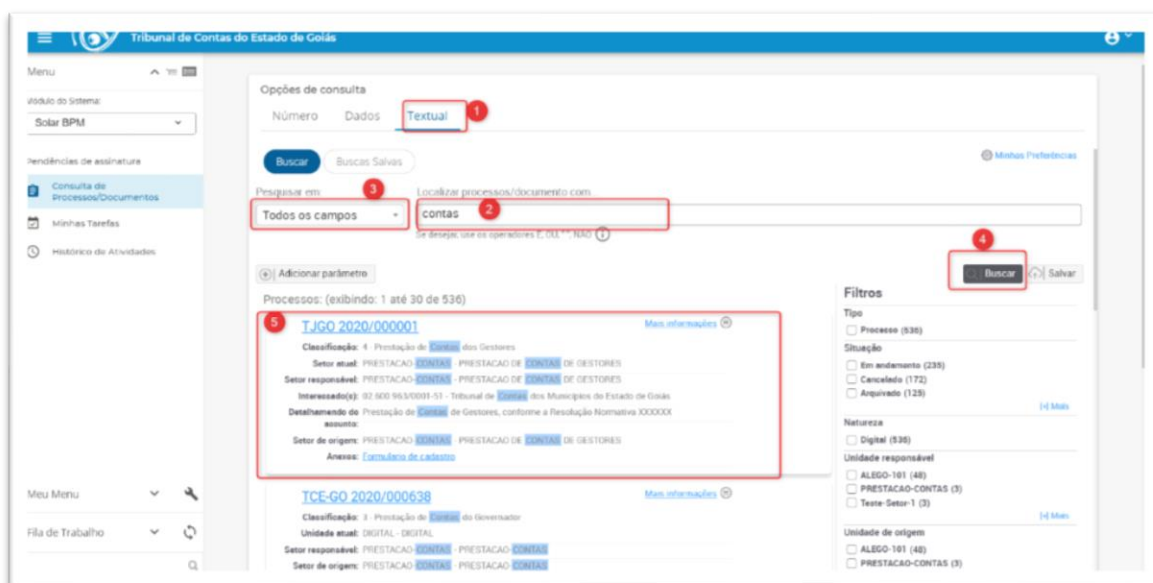 Tribunal de Contas do Estado de Goiás
Menu
Módulo do Sistema:
Solar BPM
Pendências de assinatura
Consulta de
Processos/Documentos
Minhas Tarefas
Histórico de Atividades
Meu Menu
Fila de Trabalho
Opções de consulta
Número Dados Textual 1
Buscar Buscas Salvas
Minhas Preferências
Pesquisar em: 3 Localizar processos/documento com
Todos os campos contas 2
Se desejar, use os operadores E, OU, "", NÃO
4
Adicionar parâmetro Buscar Salvar
Processos: (exibindo: 1 até 30 de 536)
5 TJGO 2020/000001 Mais informações
Classificação: 4 - Prestação de Contas dos Gestores
Setor atual: PRESTACAO-CONTAS - PRESTACAO DE CONTAS DE GESTORES
Setor responsável: PRESTACAO-CONTAS - PRESTACAO DE CONTAS DE GESTORES
Interessado(s): 02.600.963/0001-51 - Tribunal de Contas dos Municípios do Estado de Goiás
Detalhamento do Prestação de Contas de Gestores, conforme a Resolução Normativa XXXXXX
assunto:
Setor de origem: PRESTACAO-CONTAS - PRESTACAO DE CONTAS DE GESTORES
Anexos: Formulário de cadastro
TCE-GO 2020/000638 Mais informações
Classificação: 3 - Prestação de Contas do Governador
Unidade atual: DIGITAL - DIGITAL
Setor responsável: PRESTACAO-CONTAS - PRESTACAO-CONTAS
Setor de origem: PRESTACAO-CONTAS - PRESTACAO-CONTAS
Filtros
Tipo
Processo (536)
Situação
Em andamento (235)
Cancelado (172)
Arquivado (125)
[+] Mais
Natureza
Digital (536)
Unidade responsável
ALEGO-101 (48)
PRESTACAO-CONTAS (3)
Teste-Setor-1 (3)
[+] Mais
Unidade de origem
ALEGO-101 (48)
PRESTACAO-CONTAS (3)